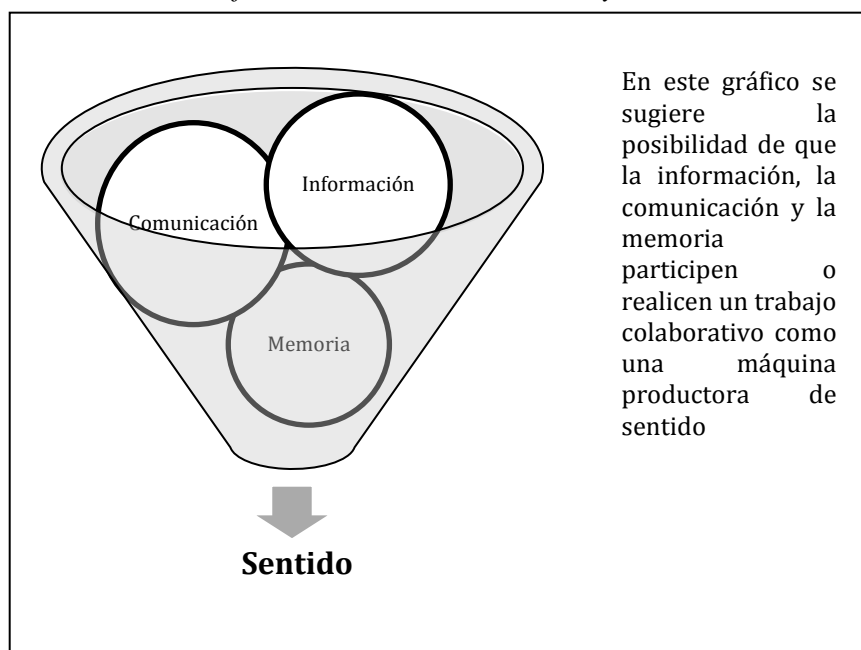 Información
Comunicación
Memoria
Sentido
En este gráfico se
sugiere la
posibilidad de que
la información, la
comunicación y la
memoria
participen o
realicen un trabajo
colaborativo como
una máquina
productora de
sentido